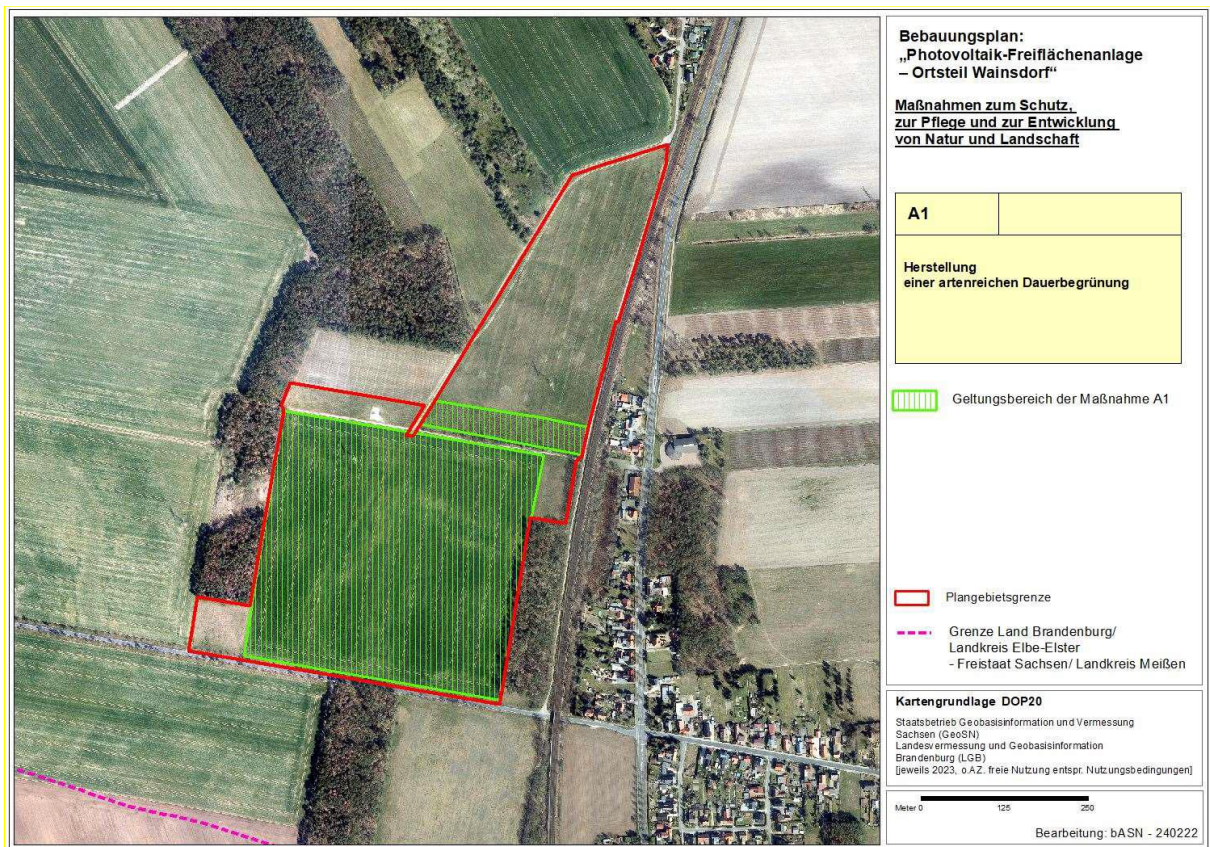 Bebauungsplan:
„Photovoltaik-Freiflächenanlage
– Ortsteil Wainsdorf“
Maßnahmen zum Schutz,
zur Pflege und zur Entwicklung
von Natur und Landschaft
A1
Herstellung
einer artenreichen Dauerbegrünung
Geltungsbereich der Maßnahme A1
Plangebietsgrenze
Grenze Land Brandenburg/
Landkreis Elbe-Elster
- Freistaat Sachsen/ Landkreis Meißen
Kartengrundlage DOP20
Staatsbetrieb Geobasisinformation und Vermessung
Sachsen (GeoSN)
Landesvermessung und Geobasisinformation
Brandenburg (LGB)
[jeweils 2023, o.AZ. freie Nutzung entspr. Nutzungsbedingungen]
Meter 0 125 250
Bearbeitung: bASN - 240222